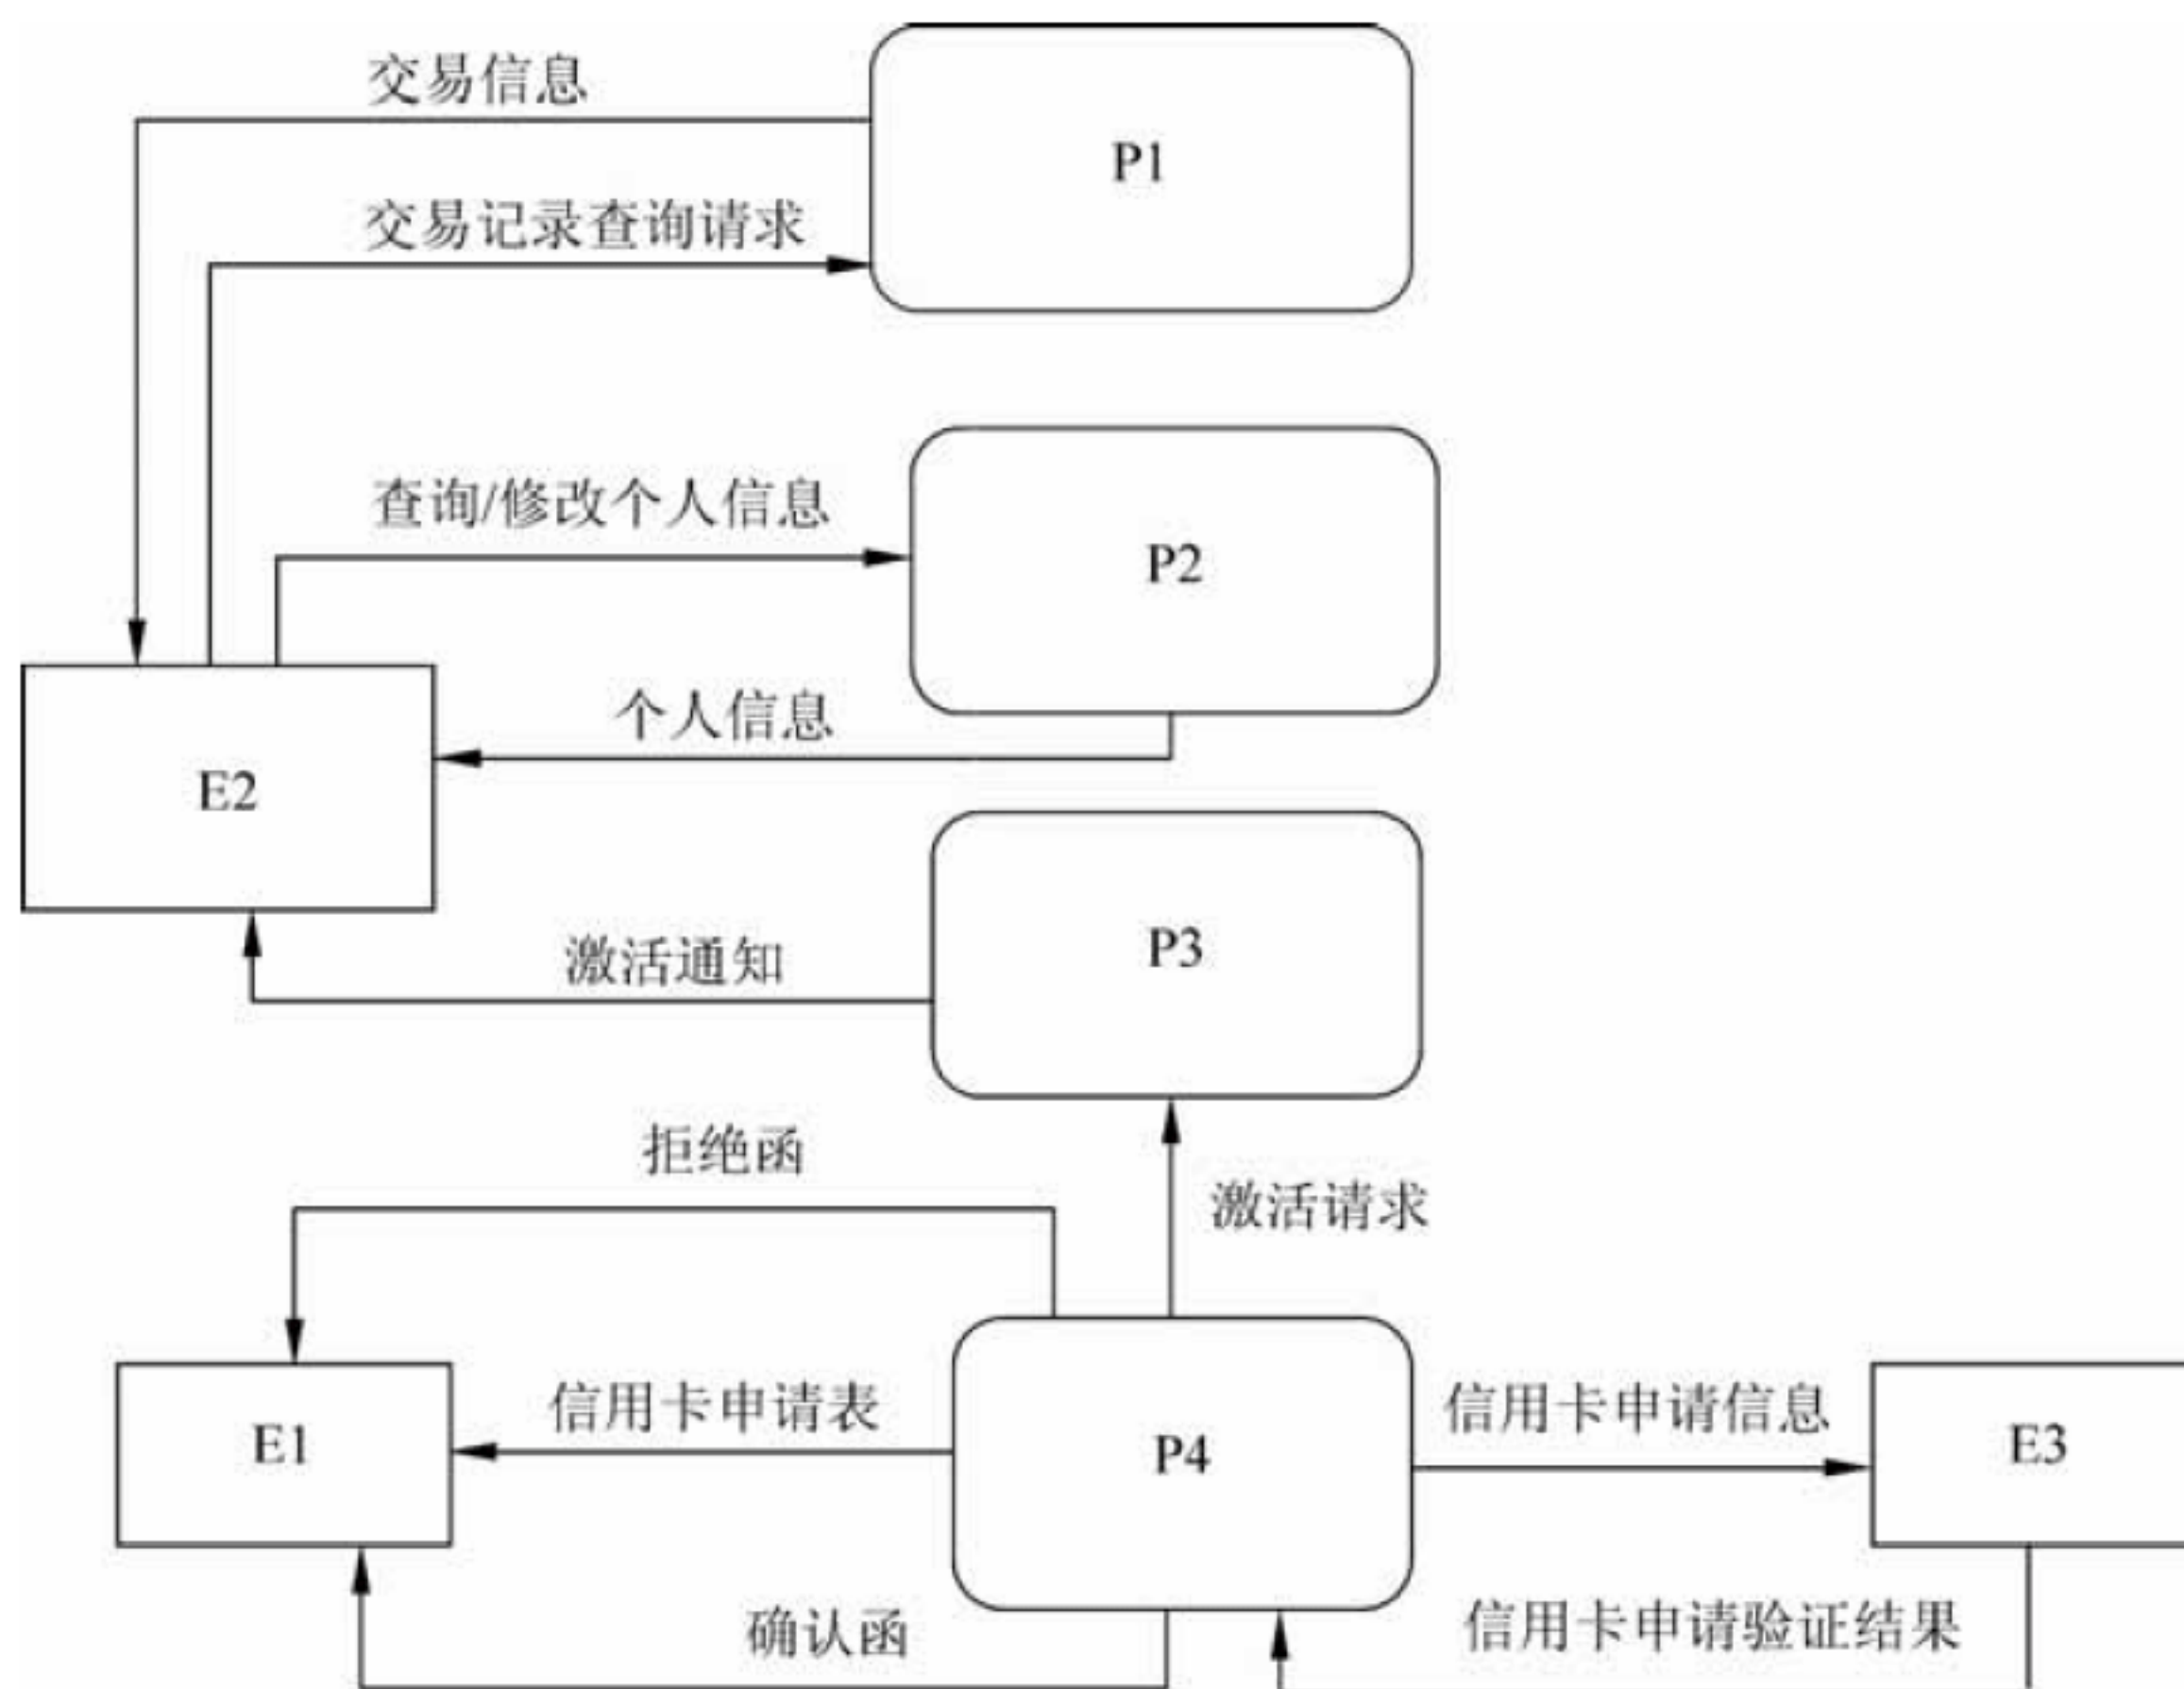 交易信息
P1
交易记录查询请求
查询/修改个人信息
P2
个人信息
E2
P3
激活通知
拒绝函
激活请求
信用卡申请表
信用卡申请信息
E1
P4
E3
确认函
信用卡申请验证结果